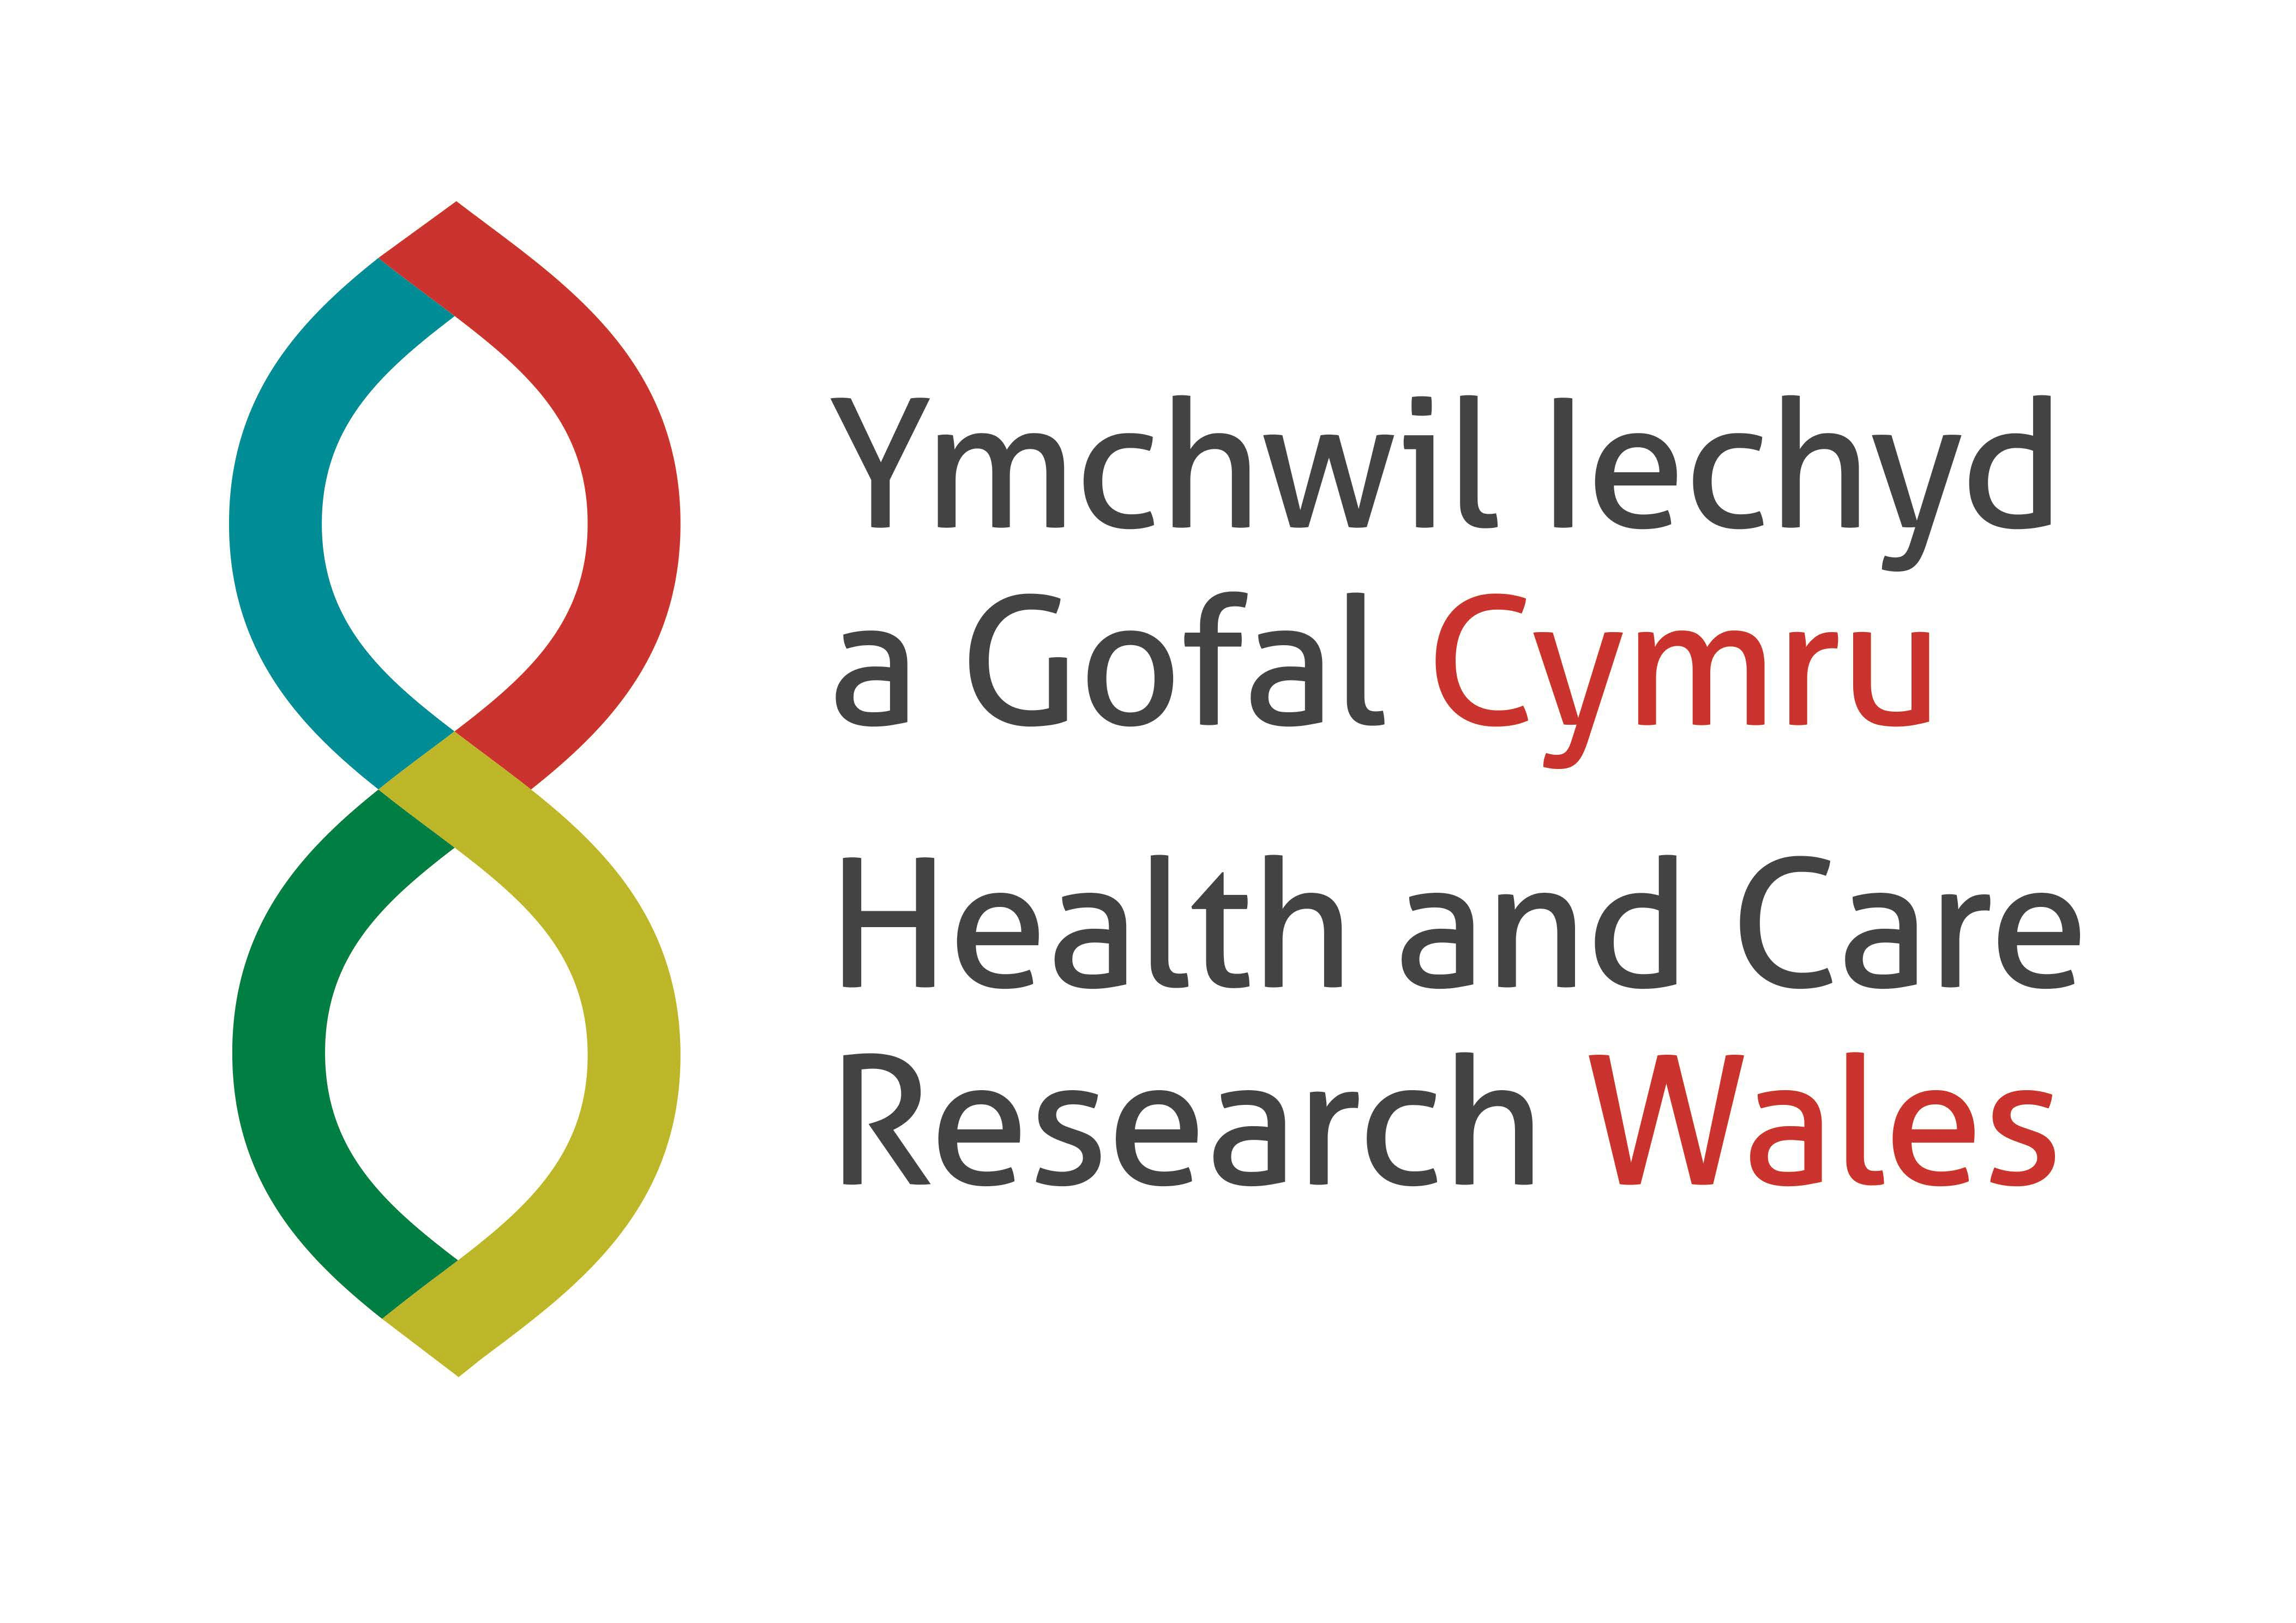 Ymchwil Iechyd
a Gofal Cymru
Health and Care
Research Wales